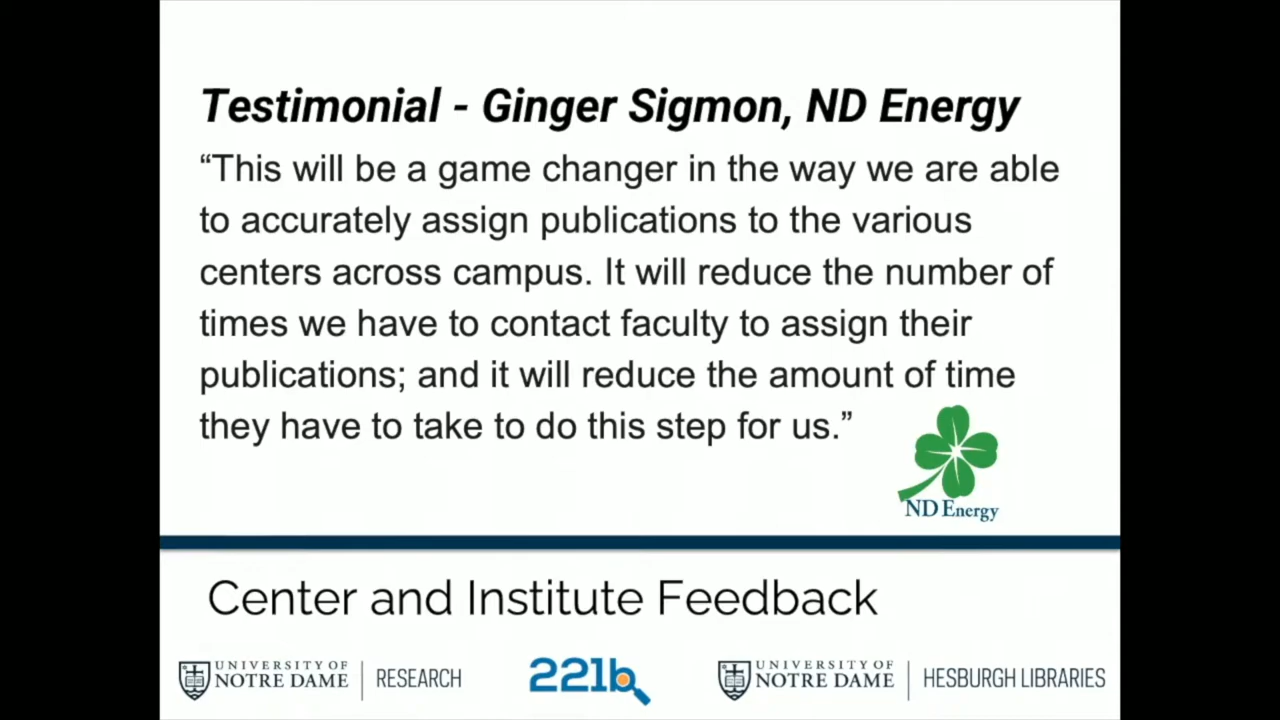 Testimonial - Ginger Sigmon, ND Energy
“This will be a game changer in the way we are able
to accurately assign publications to the various
centers across campus. It will reduce the number of
times we have to contact faculty to assign their
publications; and it will reduce the amount of time
they have to take to do this step for us.”
ND Energy
Center and Institute Feedback
UNIVERSITY OF
NOTRE DAME
RESEARCH
221b
UNIVERSITY OF
NOTRE DAME
HESBURGH LIBRARIES